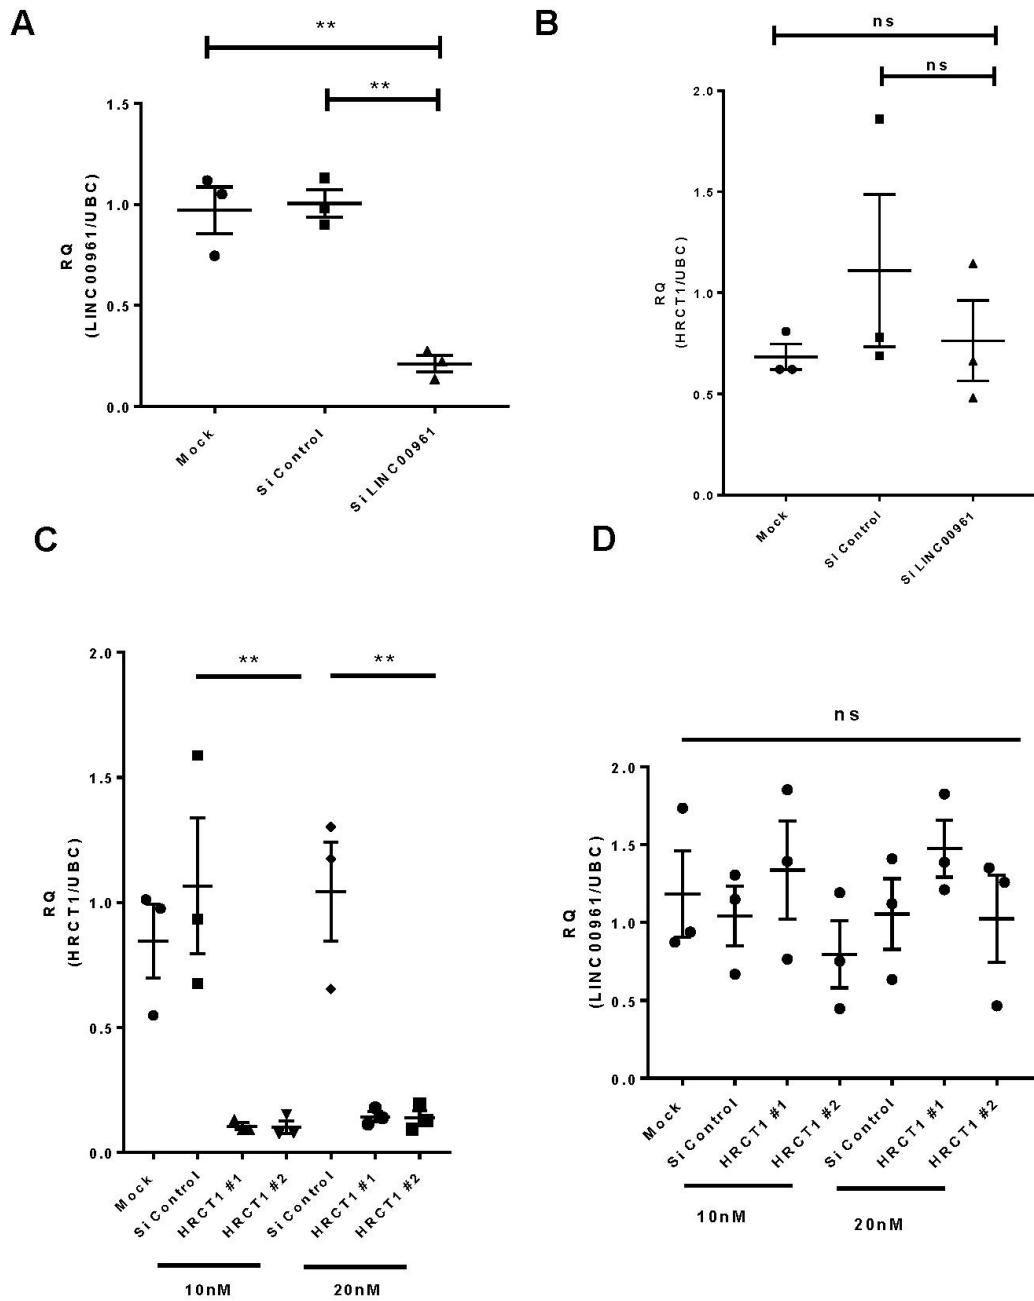 A
**
**
1.5
1.0
0.5
0.0
RQ
(LINC00961/UBC)
Mock
Si Control
Si LINC00961
B
ns
ns
2.0
1.5
1.0
0.5
0.0
RQ
(HRCT1/UBC)
Mock
Si Control
Si LINC00961
C
**
**
2.0
1.5
1.0
0.5
0.0
RQ
(HRCT1/UBC)
Mock
Si Control
HRCT1 #1
HRCT1 #2
Si Control
HRCT1 #1
HRCT1 #2
10nM
20nM
D
ns
2.0
1.5
1.0
0.5
0.0
RQ
(LINC00961/UBC)
Mock
Si Control
HRCT1 #1
HRCT1 #2
Si Control
HRCT1 #1
HRCT1 #2
10nM
20nM